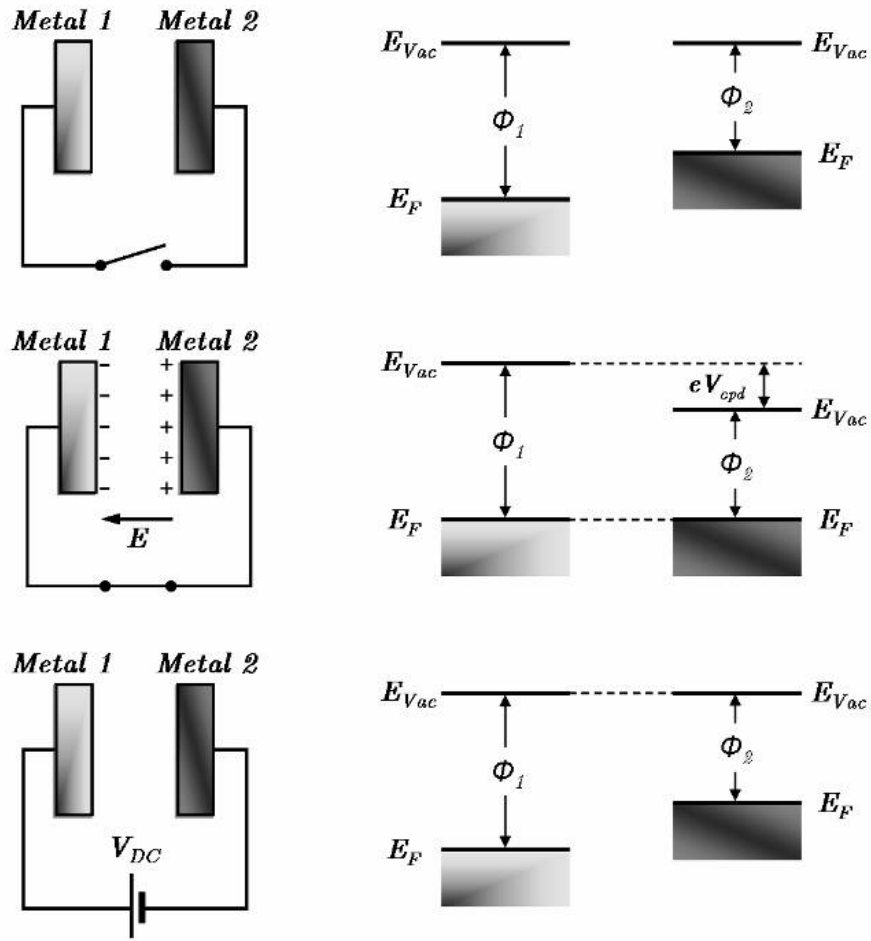 Metal 1 Metal 2
E_Vac E_Vac
Φ_1 Φ_2
E_F E_F
Metal 1 Metal 2
- +
- +
- +
- +
- +
E
E_Vac eV_cpd E_Vac
Φ_1 Φ_2
E_F E_F
Metal 1 Metal 2
V_DC
E_Vac E_Vac
Φ_1 Φ_2
E_F E_F